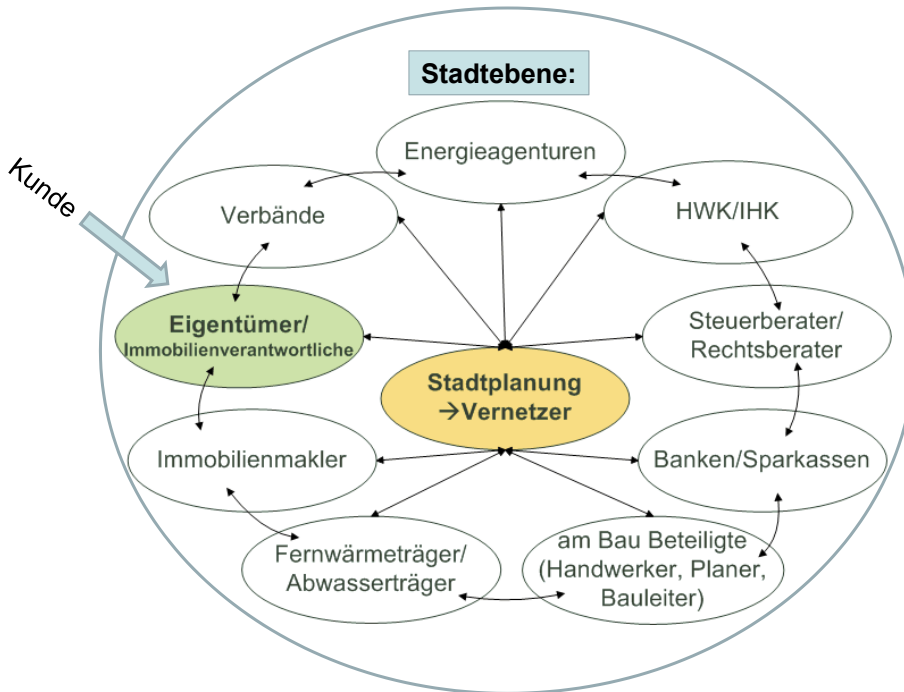 Stadtebene:
Energieagenturen
Kunde
Verbände
HWK/IHK
Eigentümer/
Immobilienverantwortliche
Steuerberater/
Rechtsberater
Stadtplanung
→Vernetzer
Immobilienmakler
Banken/Sparkassen
Fernwärmeträger/
Abwasserträger
am Bau Beteiligte
(Handwerker, Planer,
Bauleiter)